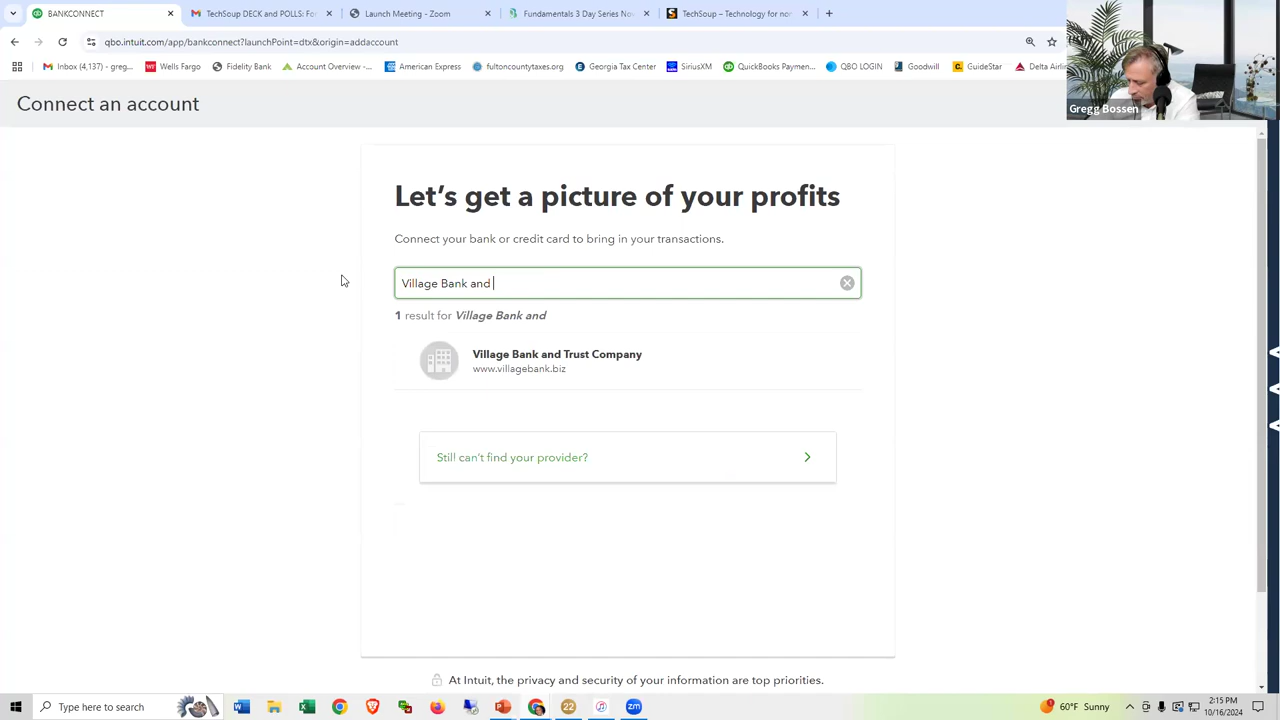 BANKCONNECT
TechSoup DECK and POLLS: For
Launch Meeting - Zoom
Fundamentals 3 Day Series Nov
TechSoup – Technology for non
qbo.intuit.com/app/bankconnect?launchPoint=dtx&origin=addaccount
Inbox (4,137) - greg...
Wells Fargo
Fidelity Bank
Account Overview -...
American Express
fultoncountytaxes.org
Georgia Tax Center
SiriusXM
QuickBooks Paymen...
QBO LOGIN
Goodwill
GuideStar
Delta Airli
Gregg Bossen
Connect an account
Let's get a picture of your profits
Connect your bank or credit card to bring in your transactions.
Village Bank and
1 result for Village Bank and
Village Bank and Trust Company
www.villagebank.biz
Still can't find your provider?
At Intuit, the privacy and security of your information are top priorities.
Type here to search
22
zm
60°F Sunny
2:15 PM
10/16/2024